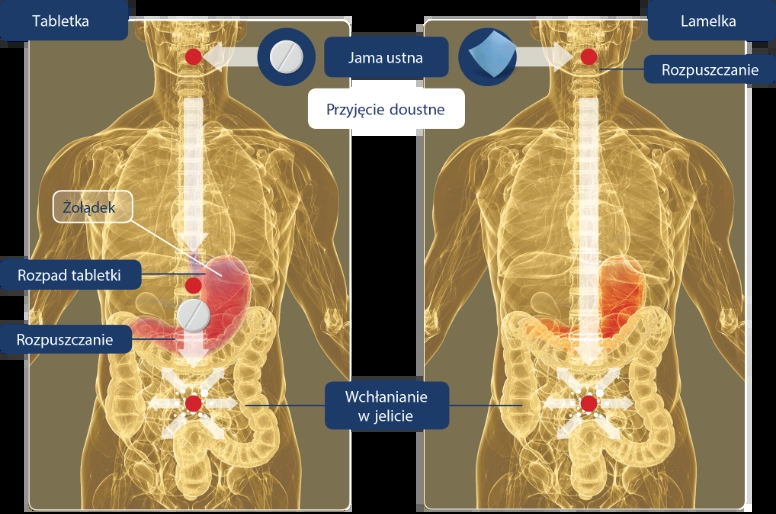 Tabletka
Lamelka
Jama ustna
Rozpuszczanie
Przyjęcie doustne
Żołądek
Rozpad tabletki
Rozpuszczanie
Wchłanianie
w jelicie